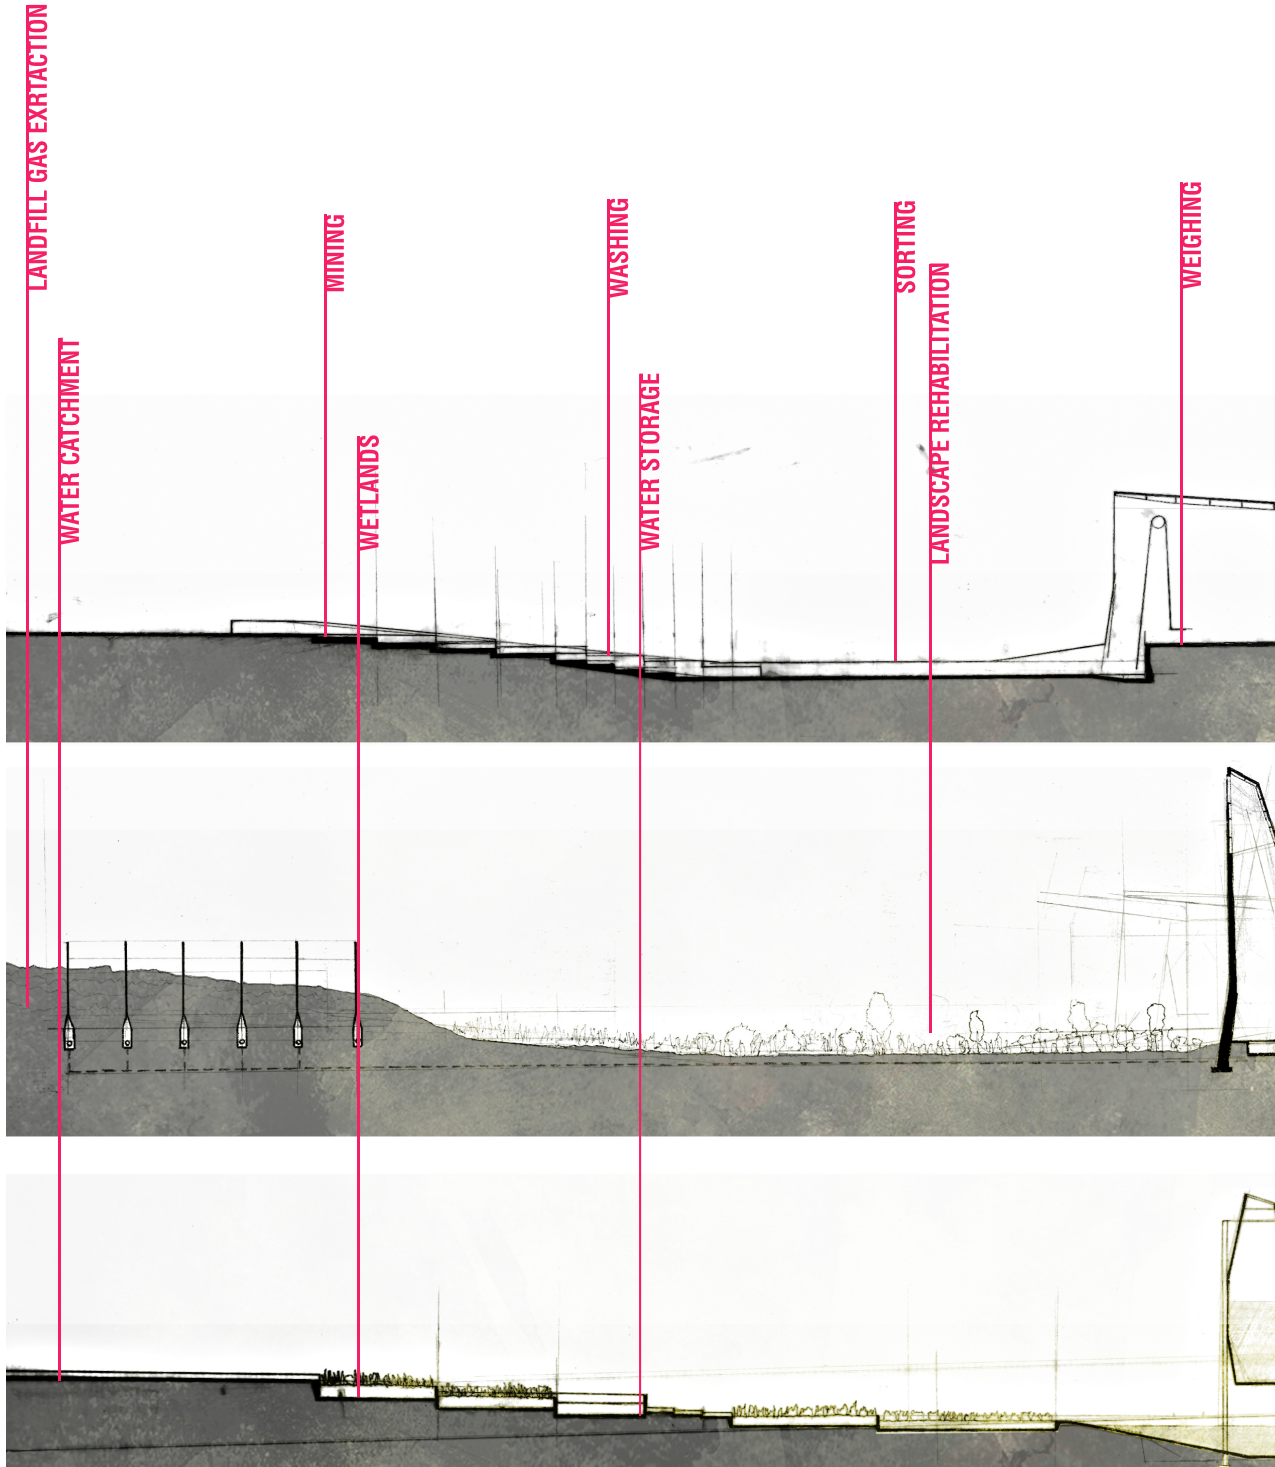 LANDFILL GAS EXRTACTION
WATER CATCHMENT
MINING
WETLANDS
WASHING
WATER STORAGE
SORTING
LANDSCAPE REHABILITATION
WEIGHING